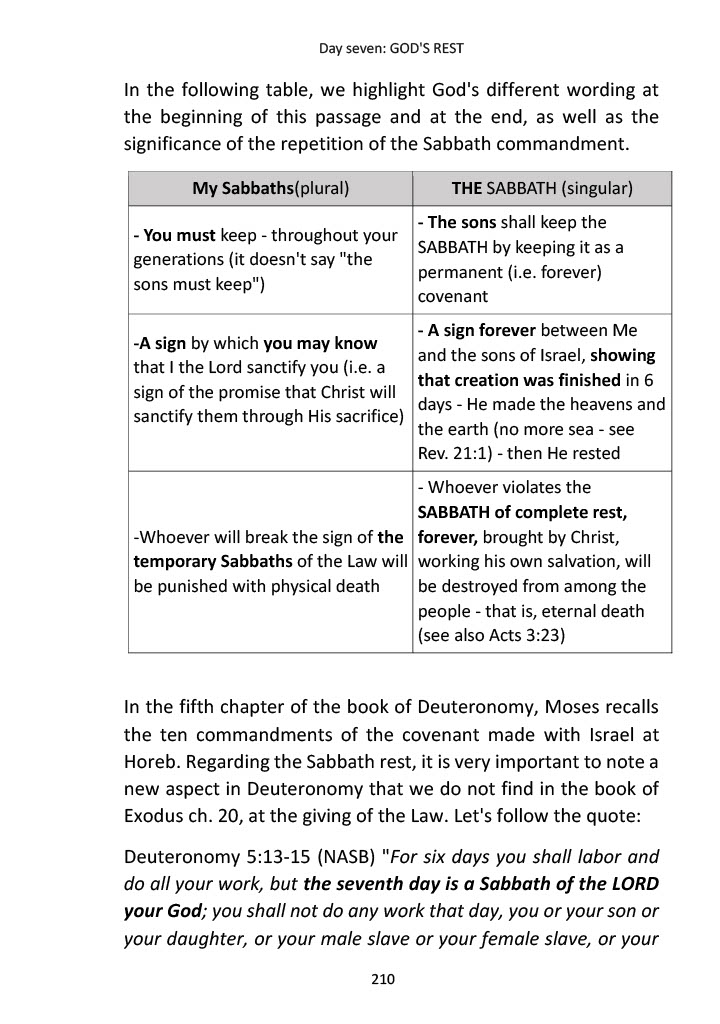 Day seven: GOD'S REST
In the following table, we highlight God's different wording at
the beginning of this passage and at the end, as well as the
significance of the repetition of the Sabbath commandment.
My Sabbaths(plural)
THE SABBATH (singular)
- You must keep - throughout your
generations (it doesn't say "the
sons must keep")
- The sons shall keep the
SABBATH by keeping it as a
permanent (i.e. forever)
covenant
-A sign by which you may know
that I the Lord sanctify you (i.e. a
sign of the promise that Christ will
sanctify them through His sacrifice)
- A sign forever between Me
and the sons of Israel, showing
that creation was finished in 6
days - He made the heavens and
the earth (no more sea - see
Rev. 21:1) - then He rested
-Whoever will break the sign of the
temporary Sabbaths of the Law will
be punished with physical death
- Whoever violates the
SABBATH of complete rest,
forever, brought by Christ,
working his own salvation, will
be destroyed from among the
people - that is, eternal death
(see also Acts 3:23)
In the fifth chapter of the book of Deuteronomy, Moses recalls
the ten commandments of the covenant made with Israel at
Horeb. Regarding the Sabbath rest, it is very important to note a
new aspect in Deuteronomy that we do not find in the book of
Exodus ch. 20, at the giving of the Law. Let's follow the quote:
Deuteronomy 5:13-15 (NASB) "For six days you shall labor and
do all your work, but the seventh day is a Sabbath of the LORD
your God; you shall not do any work that day, you or your son or
your daughter, or your male slave or your female slave, or your
210